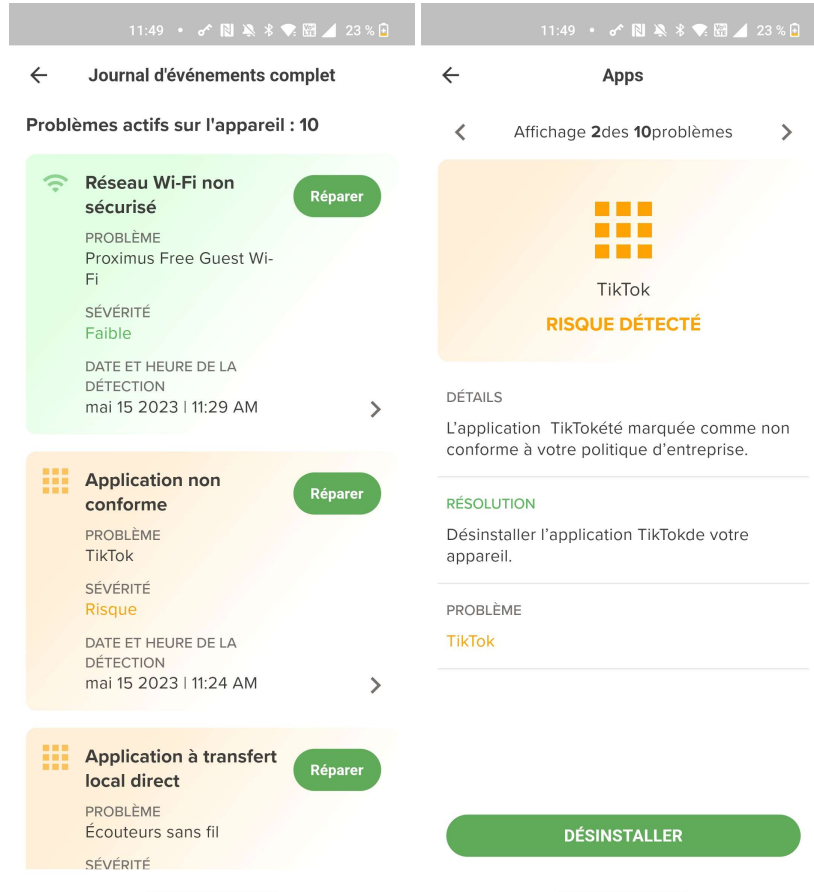 11:49
23 %
Journal d'événements complet
Problèmes actifs sur l'appareil : 10
Réseau Wi-Fi non
sécurisé
Réparer
PROBLÈME
Proximus Free Guest Wi-
Fi
SÉVÉRITÉ
Faible
DATE ET HEURE DE LA
DÉTECTION
mai 15 2023 | 11:29 AM
Application non
conforme
Réparer
PROBLÈME
TikTok
SÉVÉRITÉ
Risque
DATE ET HEURE DE LA
DÉTECTION
mai 15 2023 | 11:24 AM
Application à transfert
local direct
Réparer
PROBLÈME
Écouteurs sans fil
SÉVÉRITÉ
11:49
23 %
Apps
Affichage 2des 10problèmes
TikTok
RISQUE DÉTECTÉ
DÉTAILS
L'application  TikTokété marquée comme non
conforme à votre politique d'entreprise.
RÉSOLUTION
Désinstaller l'application TikTokde votre
appareil.
PROBLÈME
TikTok
DÉSINSTALLER